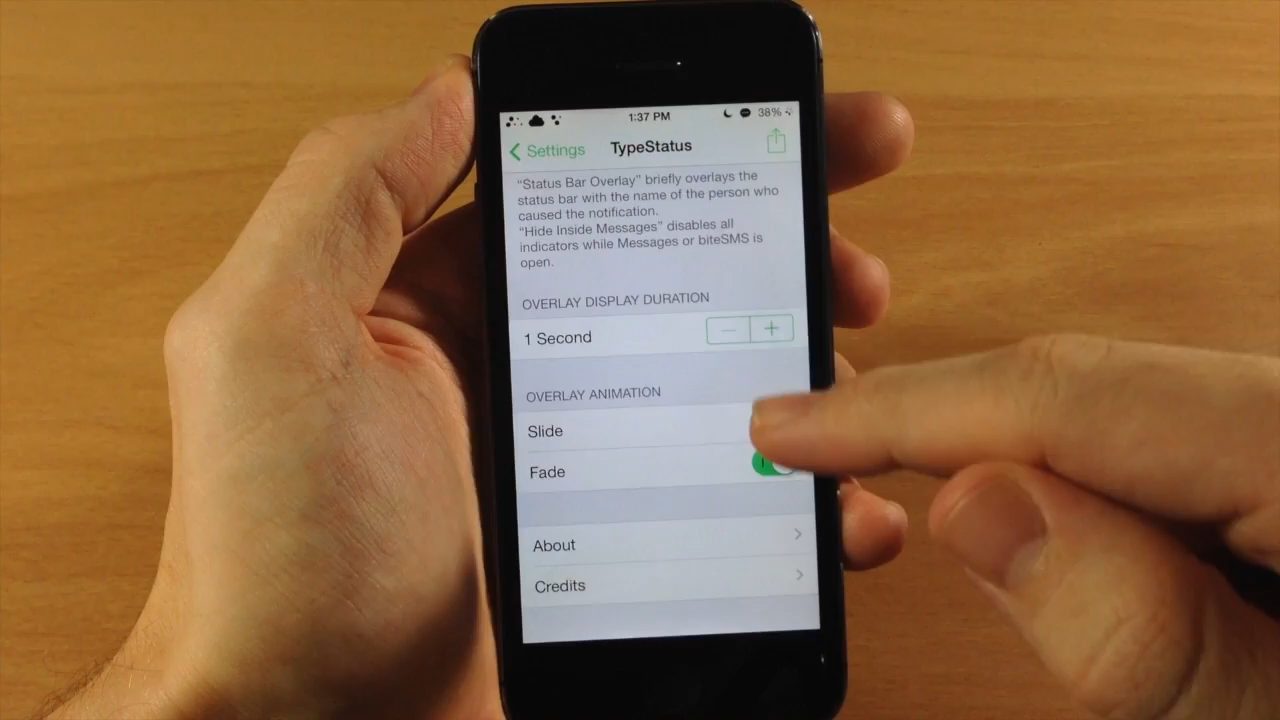 1:37 PM
38%
Settings
TypeStatus
“Status Bar Overlay” briefly overlays the
status bar with the name of the person who
caused the notification.
“Hide Inside Messages” disables all
indicators while Messages or biteSMS is
open.
OVERLAY DISPLAY DURATION
1 Second
− +
OVERLAY ANIMATION
Slide
Fade
About
Credits